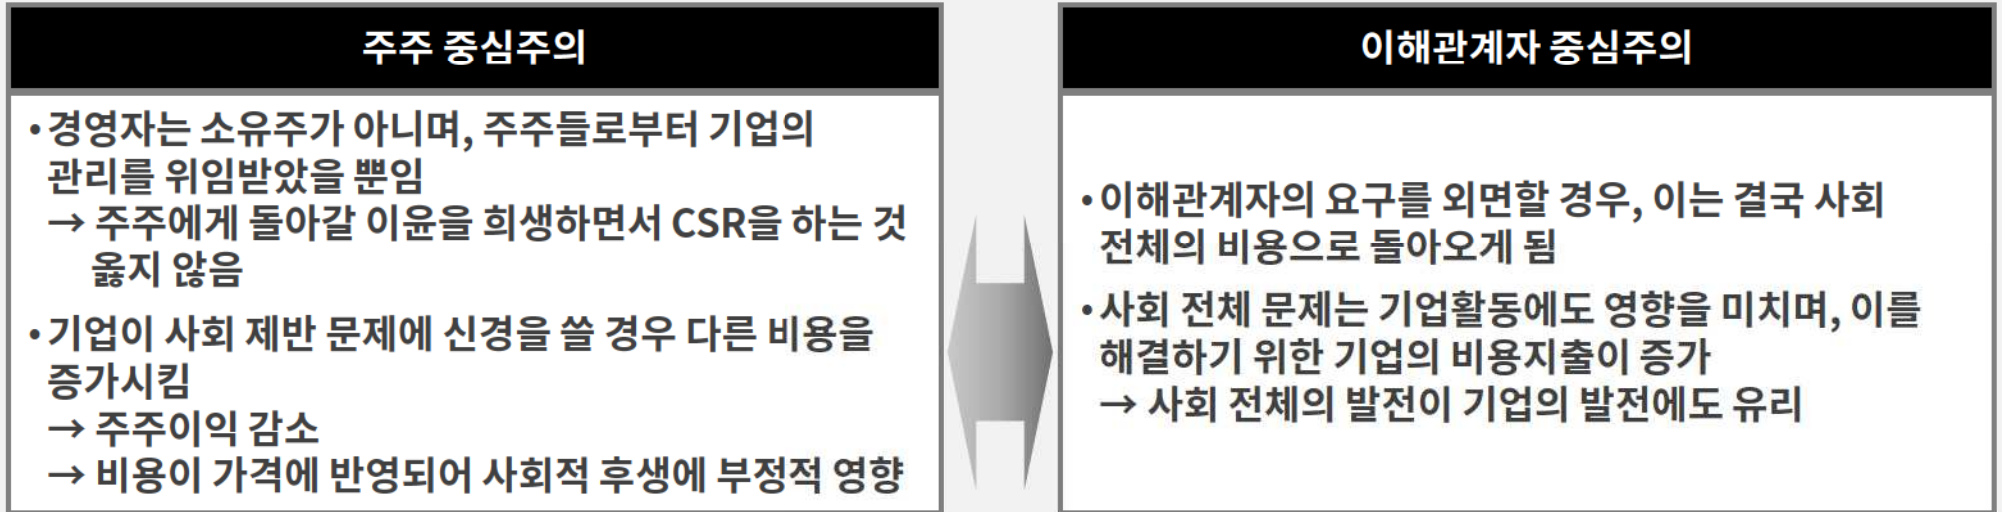 주주 중심주의
• 경영자는 소유주가 아니며, 주주들로부터 기업의
관리를 위임받았을 뿐임
→ 주주에게 돌아갈 이윤을 희생하면서 CSR을 하는 것
옳지 않음
• 기업이 사회 제반 문제에 신경을 쓸 경우 다른 비용을
증가시킴
→ 주주이익 감소
→ 비용이 가격에 반영되어 사회적 후생에 부정적 영향
이해관계자 중심주의
• 이해관계자의 요구를 외면할 경우, 이는 결국 사회
전체의 비용으로 돌아오게 됨
• 사회 전체 문제는 기업활동에도 영향을 미치며, 이를
해결하기 위한 기업의 비용지출이 증가
→ 사회 전체의 발전이 기업의 발전에도 유리